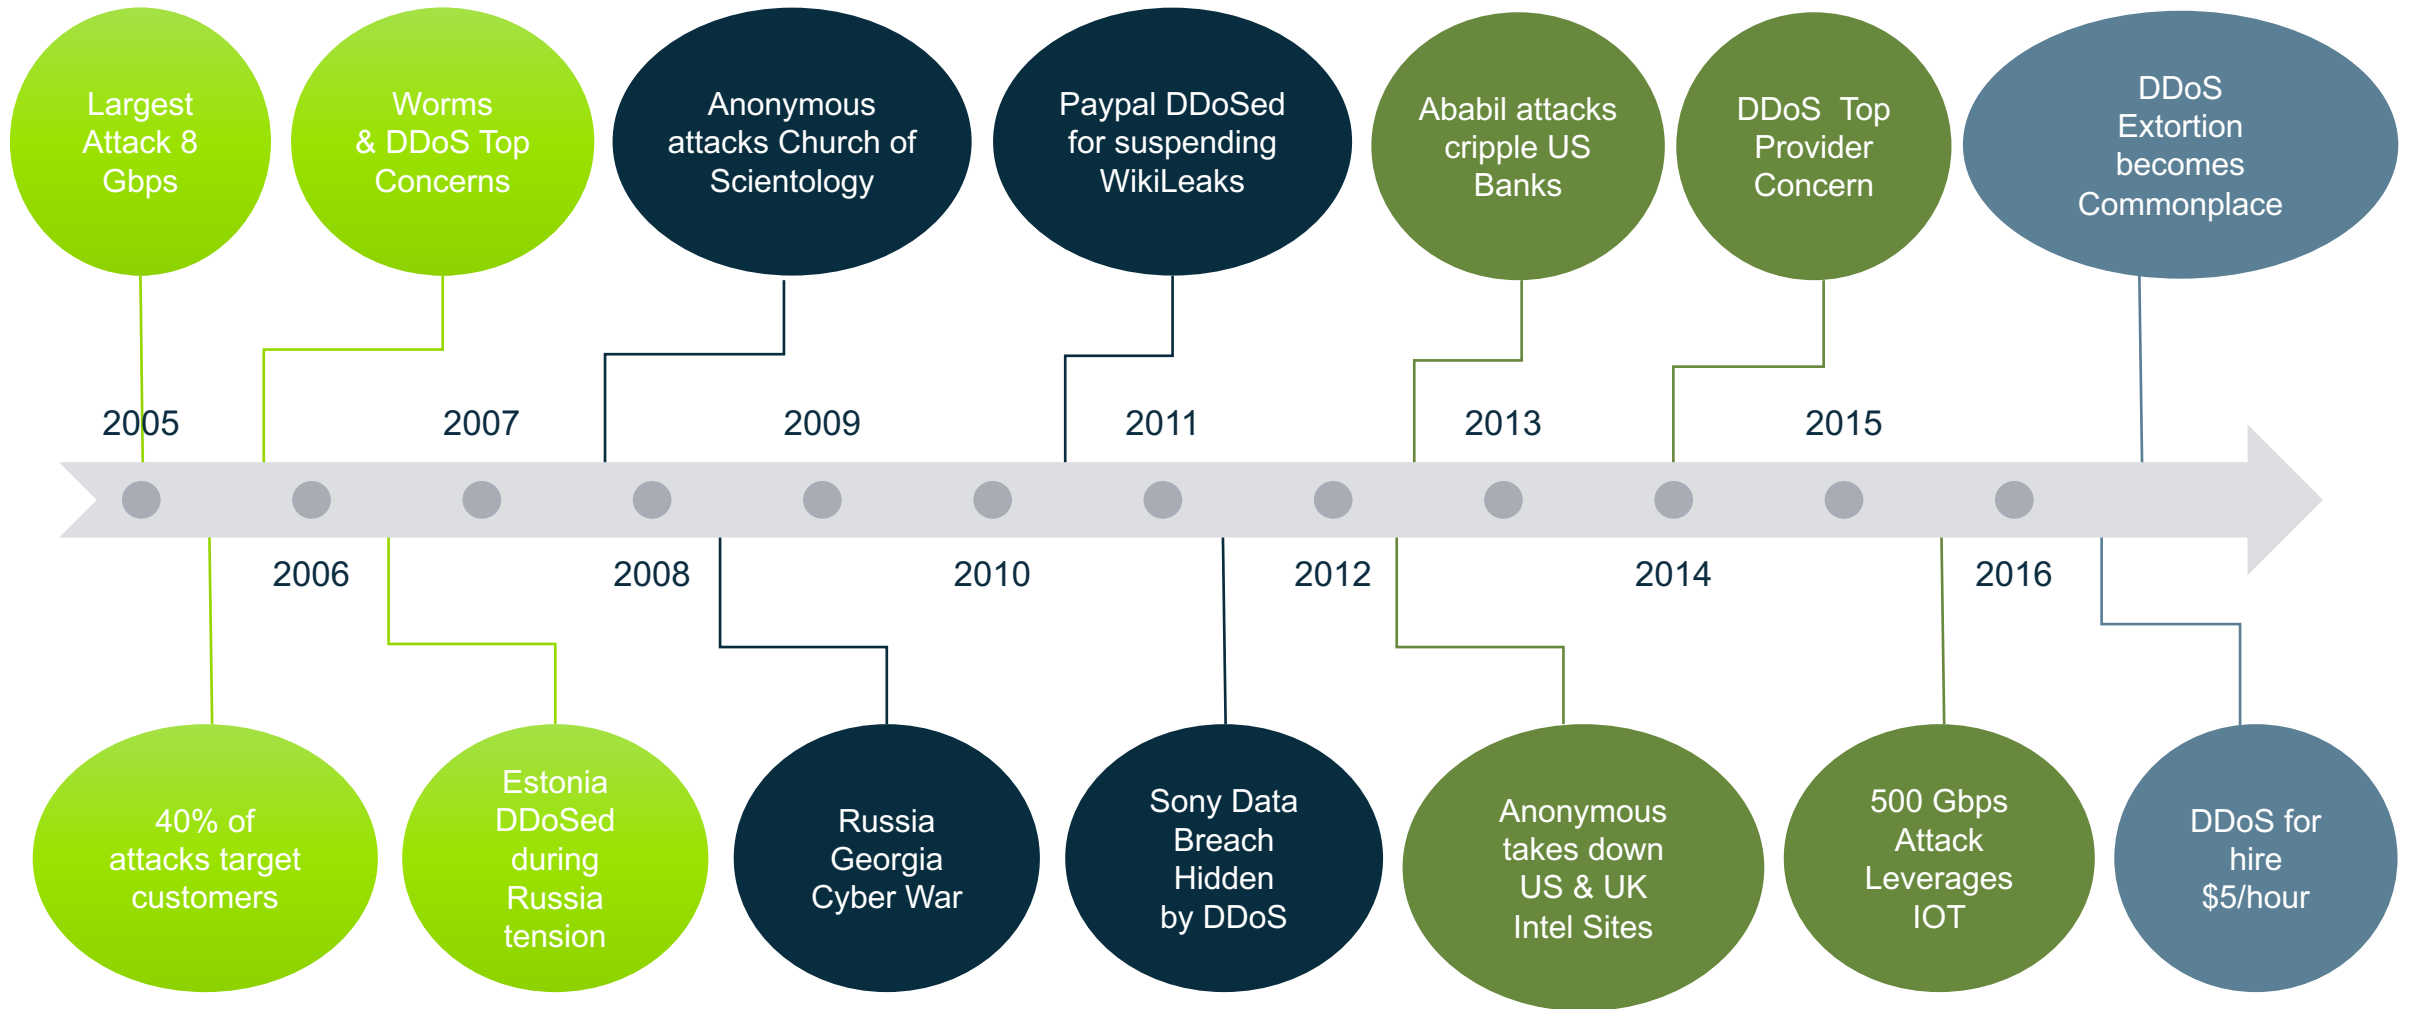 Largest
Attack 8
Gbps
Worms
& DDoS Top
Concerns
Anonymous
attacks Church of
Scientology
Paypal DDoSed
for suspending
WikiLeaks
Ababil attacks
cripple US
Banks
DDoS  Top
Provider
Concern
DDoS
Extortion
becomes
Commonplace
2005
2007
2009
2011
2013
2015
2006
2008
2010
2012
2014
2016
40% of
attacks target
customers
Estonia
DDoSed
during
Russia
tension
Russia
Georgia
Cyber War
Sony Data
Breach
Hidden
by DDoS
Anonymous
takes down
US & UK
Intel Sites
500 Gbps
Attack
Leverages
IOT
DDoS for
hire
$5/hour